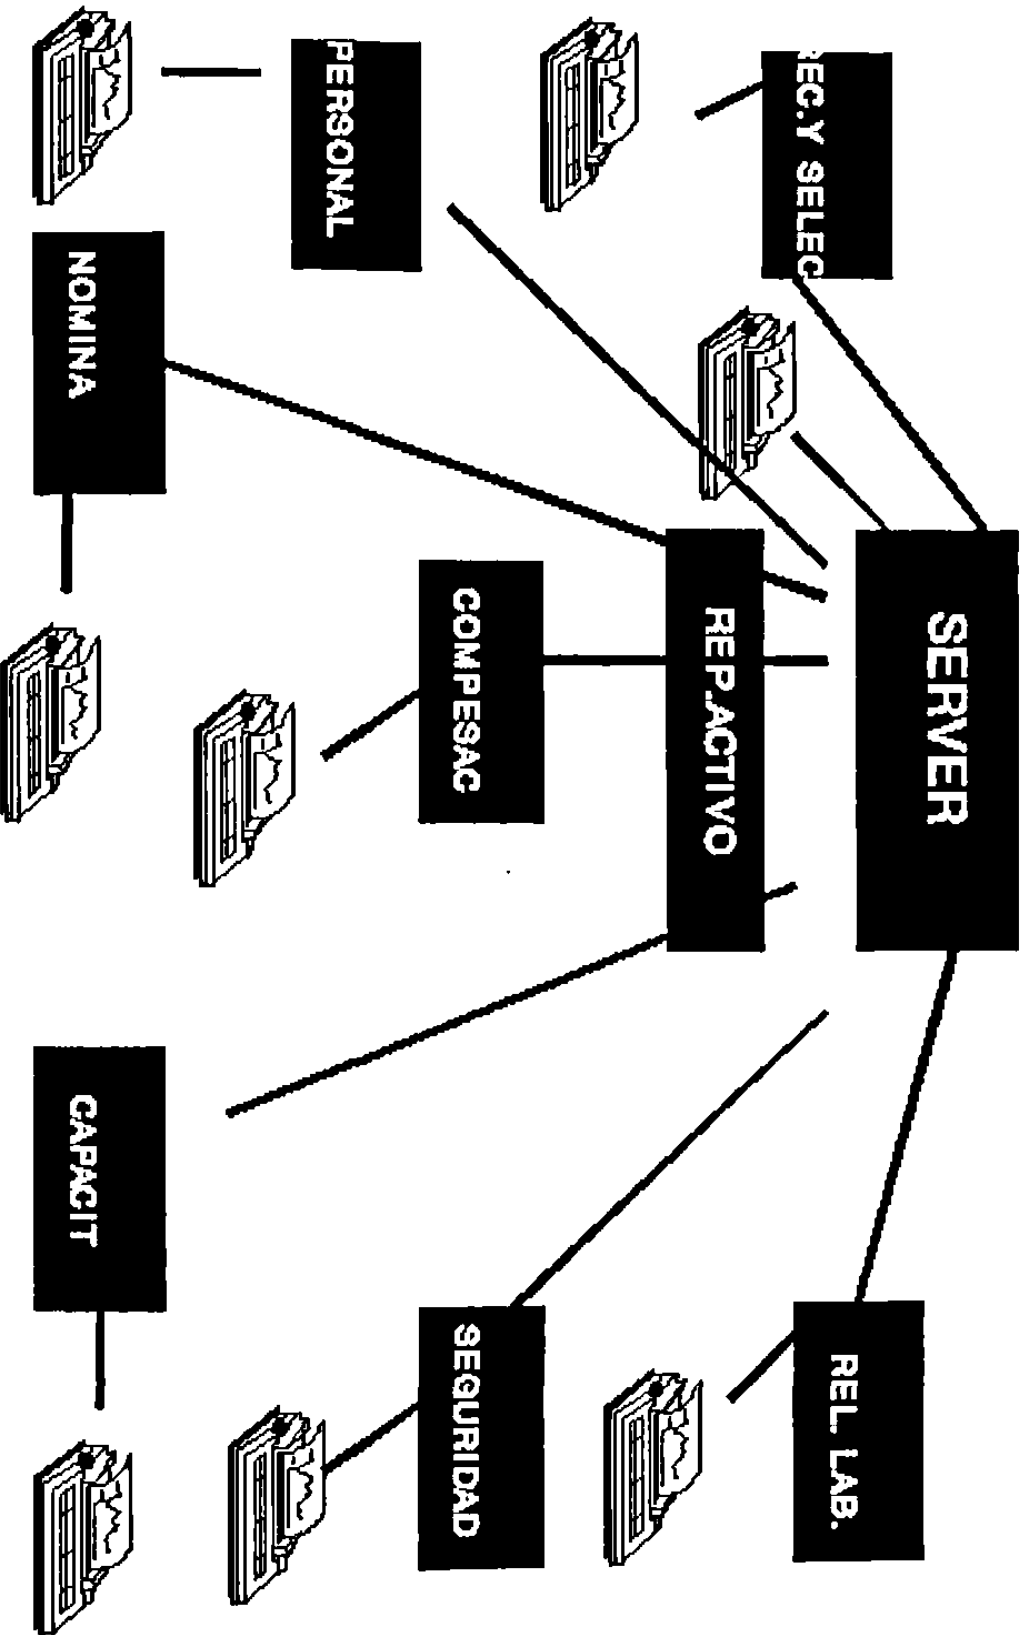 SERVER
REC.Y SELEC
REL. LAB.
REP.ACTIVO
PERSONAL
COMPESAC
SEGURIDAD
NOMINA
CAPACIT